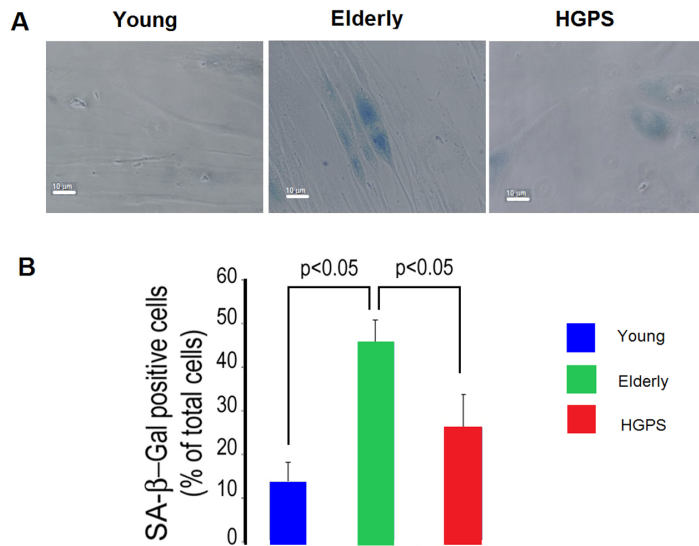 A
Young
Elderly
HGPS
10 µm
10 µm
10 µm
B
SA-β–Gal positive cells
(% of total cells)
60
50
40
30
20
10
0
p<0.05
p<0.05
Young
Elderly
HGPS